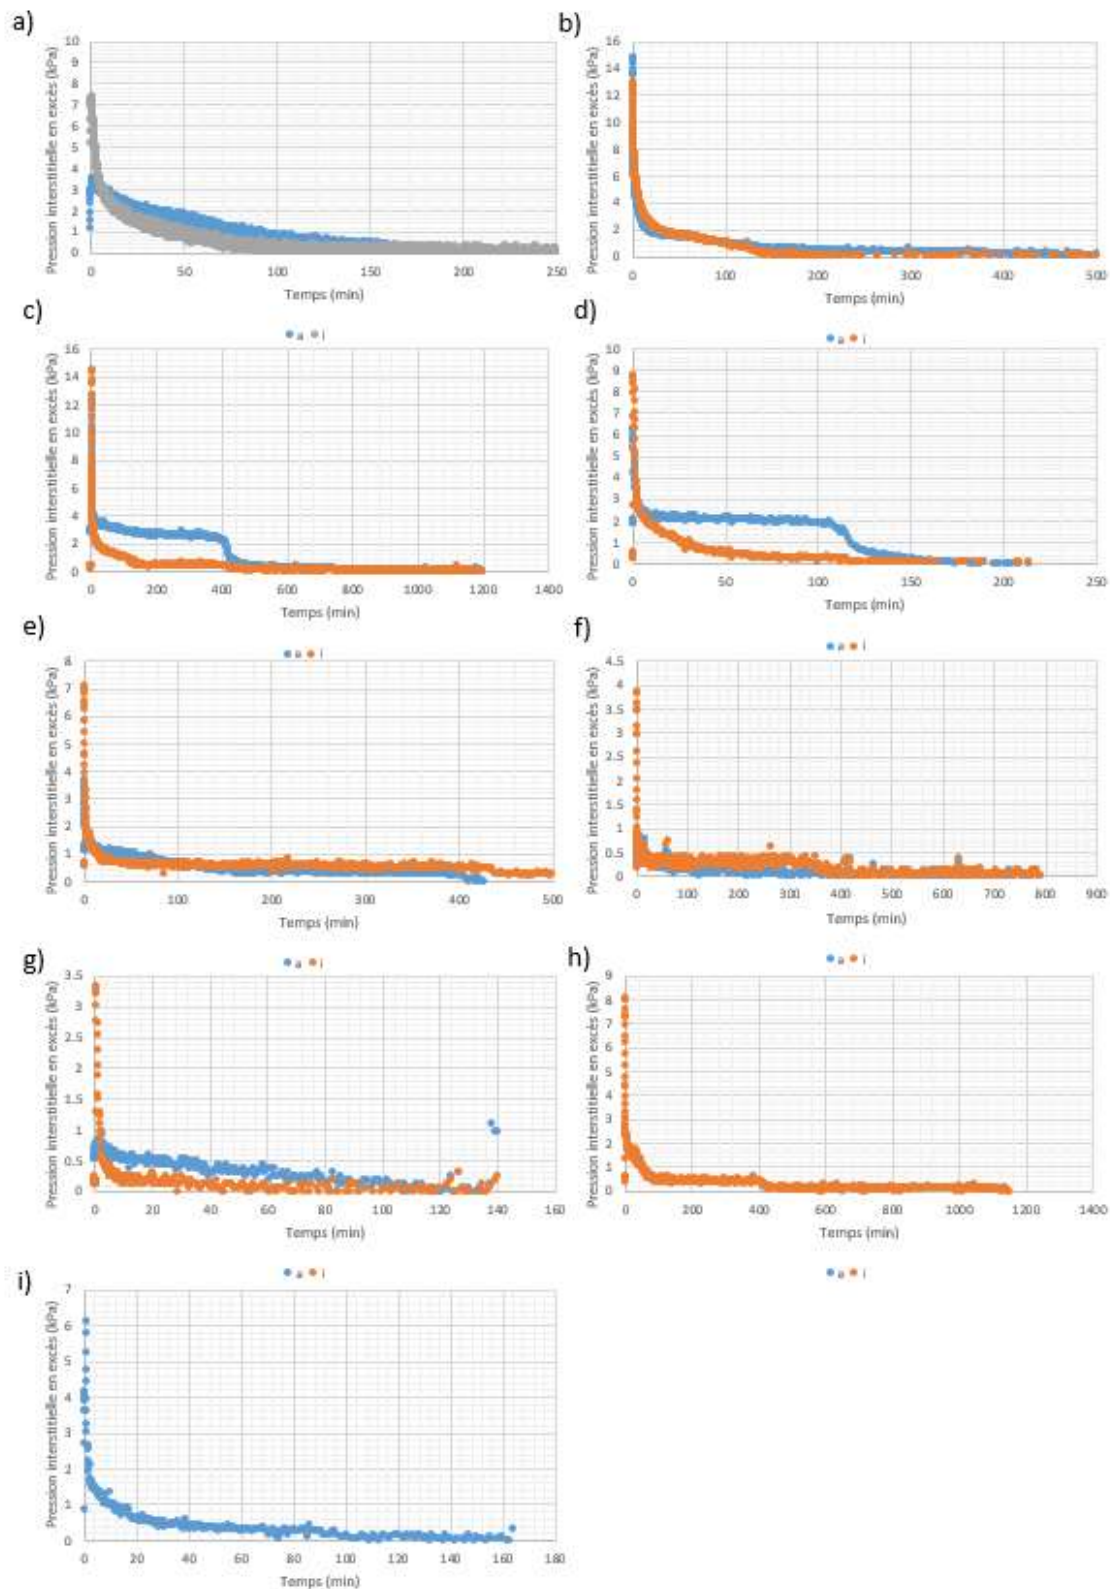 a)
Pression interstitielle en excès (kPa)
10
9
8
7
6
5
4
3
2
1
0
0 50 100 150 200 250
Temps (min)
a i
b)
Pression interstitielle en excès (kPa)
16
14
12
10
8
6
4
2
0
0 100 200 300 400 500
Temps (min)
a i
c)
Pression interstitielle en excès (kPa)
16
14
12
10
8
6
4
2
0
0 200 400 600 800 1000 1200 1400
Temps (min)
a i
d)
Pression interstitielle en excès (kPa)
10
9
8
7
6
5
4
3
2
1
0
0 50 100 150 200 250
Temps (min)
a i
e)
Pression interstitielle en excès (kPa)
8
7
6
5
4
3
2
1
0
0 100 200 300 400 500
Temps (min)
a i
f)
Pression interstitielle en excès (kPa)
4.5
4
3.5
3
2.5
2
1.5
1
0.5
0
0 100 200 300 400 500 600 700 800 900
Temps (min)
a i
g)
Pression interstitielle en excès (kPa)
3.5
3
2.5
2
1.5
1
0.5
0
0 20 40 60 80 100 120 140 160
Temps (min)
a i
h)
Pression interstitielle en excès (kPa)
9
8
7
6
5
4
3
2
1
0
0 200 400 600 800 1000 1200 1400
Temps (min)
a i
i)
Pression interstitielle en excès (kPa)
7
6
5
4
3
2
1
0
0 20 40 60 80 100 120 140 160 180
Temps (min)